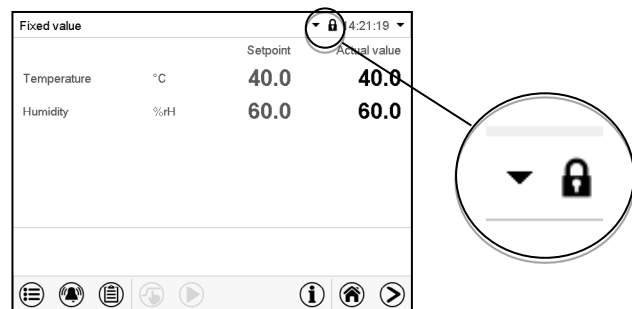 Fixed value 14:21:19
Setpoint Actual value
Temperature °C 40.0 40.0
Humidity %rH 60.0 60.0